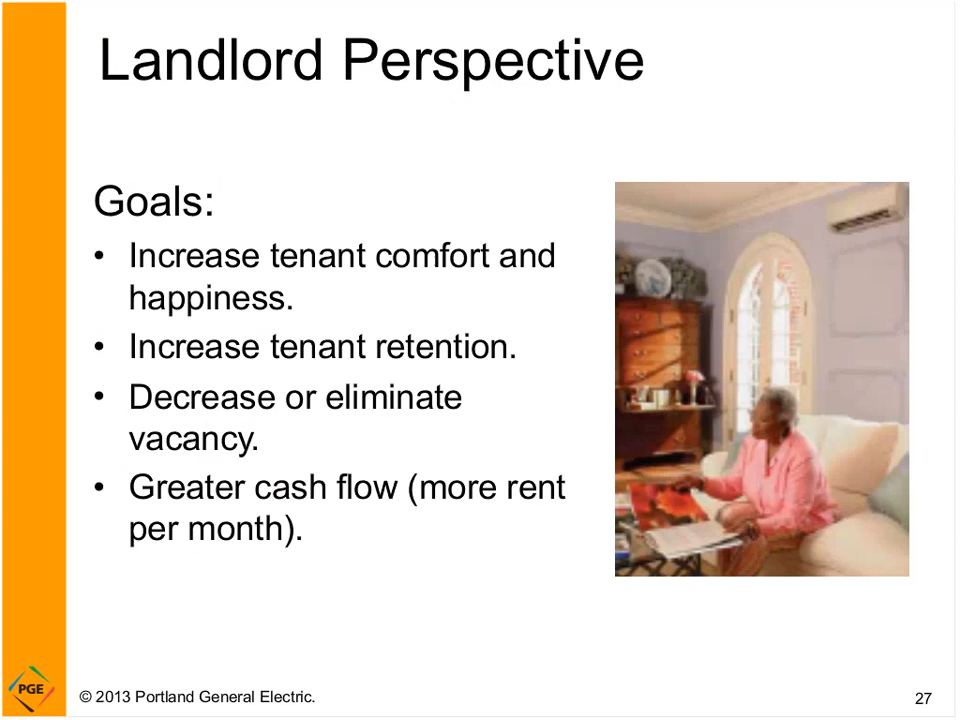 Landlord Perspective
Goals:
• Increase tenant comfort and
happiness.
• Increase tenant retention.
• Decrease or eliminate
vacancy.
• Greater cash flow (more rent
per month).
PGE
© 2013 Portland General Electric.
27